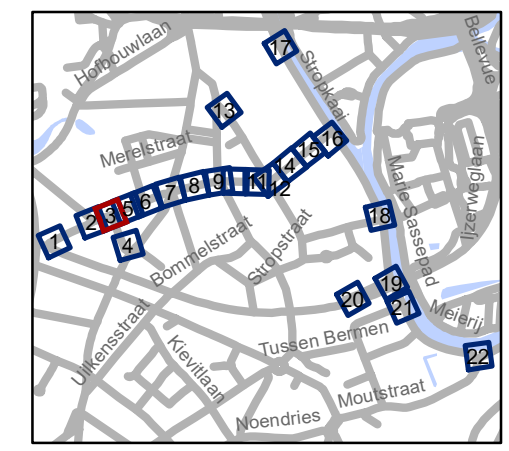 Hofbouwlaan
Bellevue
17
Stropkaai
13
Merelstraat
16
15
14
Ijzerweglaan
Marie Sassepad
11
12
9
8
7
6
5
3
2
1
4
18
Bommelstraat
Stropstraat
19
20
21
Meierij
Uilkensstraat
Kievitlaan
Tussen Bermen
22
Moutstraat
Noendries